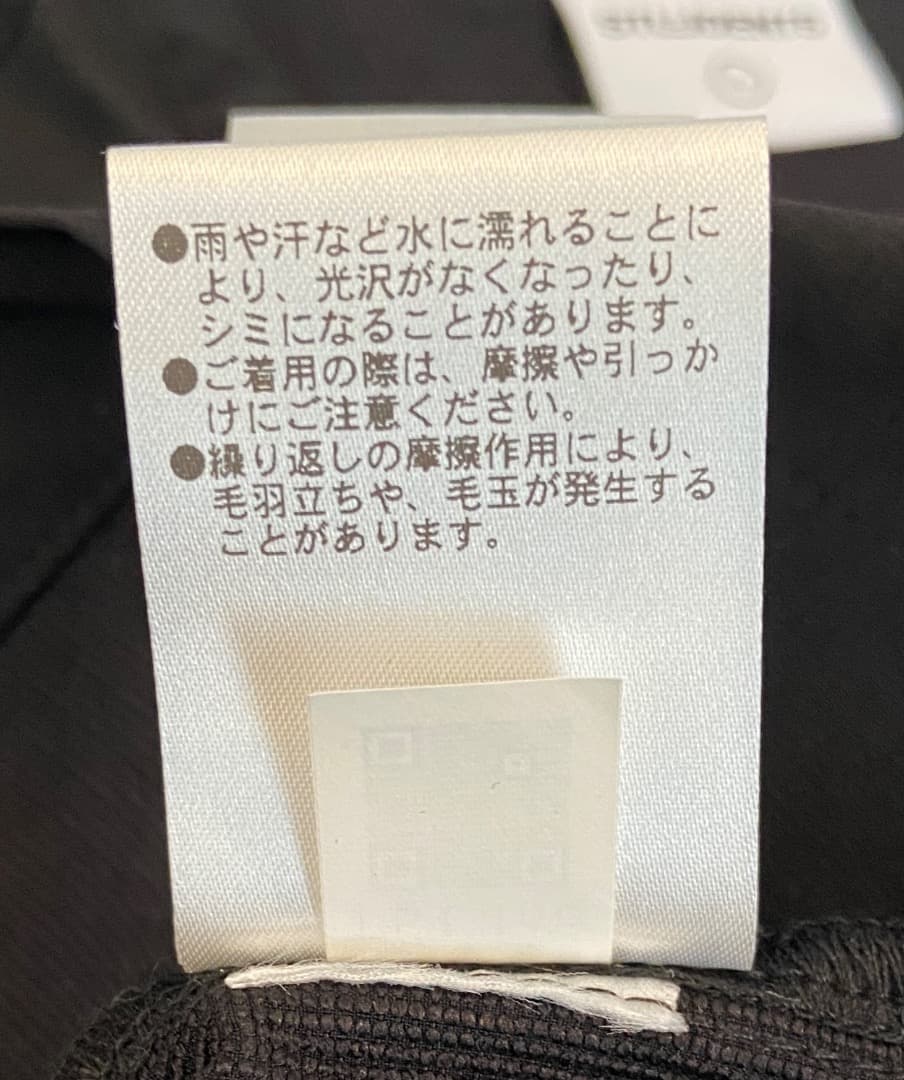 ●雨や汗など水に濡れることに
より、光沢がなくなったり、
シミになることがあります。
●ご着用の際は、摩擦や引っか
けにご注意ください。
●繰り返しの摩擦作用により、
毛羽立ちや、毛玉が発生する
ことがあります。